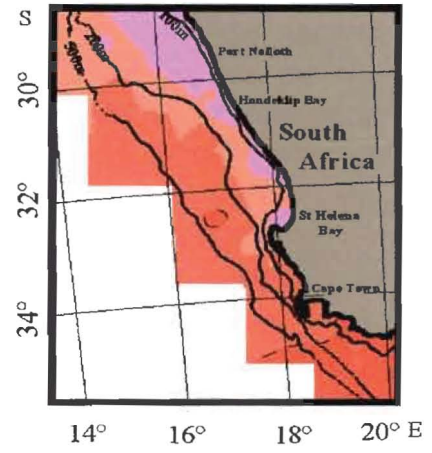 S
100m
200m
500m
Port Nolloth
30°
Hondeklip Bay
South
Africa
32°
St Helena
Bay
Cape Town
34°
14°
16°
18°
20° E